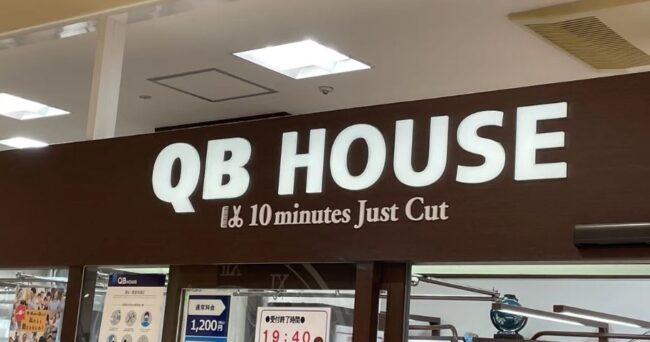 QB HOUSE
10 minutes Just Cut
QB HOUSE
通常料金
1,200円
●受付終了時間●
19:40